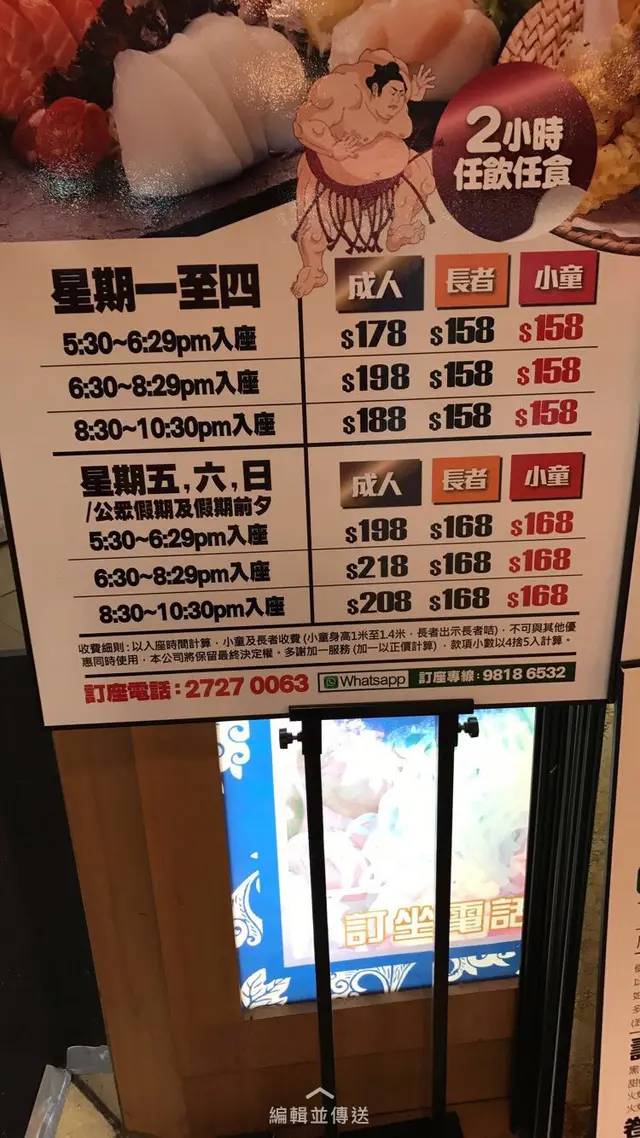 2小時
任飲任食
星期一至四 成人 長者 小童
5:30~6:29pm入座 $178 $158 $158
6:30~8:29pm入座 $198 $158 $158
8:30~10:30pm入座 $188 $158 $158
星期五,六,日 成人 長者 小童
/公眾假期及假期前夕
5:30~6:29pm入座 $198 $168 $168
6:30~8:29pm入座 $218 $168 $168
8:30~10:30pm入座 $208 $168 $168
收費細則:以入座時間計算,小童及長者收費(小童身高1米至1.4米,長者出示長者咭),不可與其他優
惠同時使用,本公司將保留最終決定權。多謝加一服務(加一以正價計算),款項小數以4捨5入計算。
訂座電話:2727 0063 Whatsapp 訂座專線:9818 6532
訂坐電話
編輯並傳送